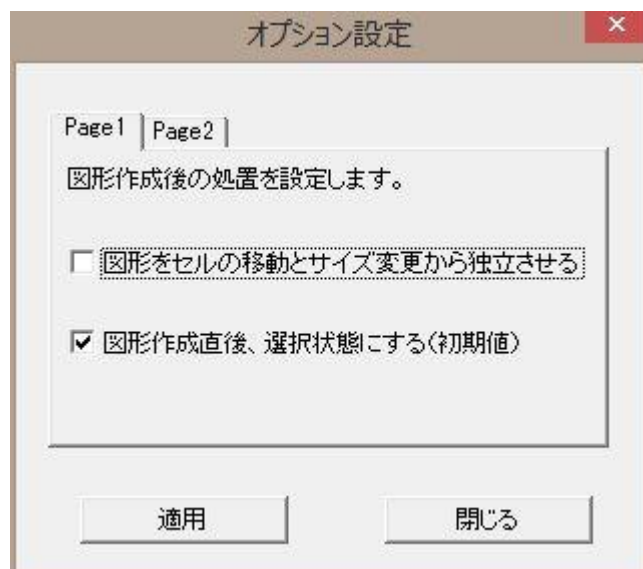 オプション設定
Page1 Page2
図形作成後の処置を設定します。
図形をセルの移動とサイズ変更から独立させる
図形作成直後、選択状態にする(初期値)
適用 閉じる